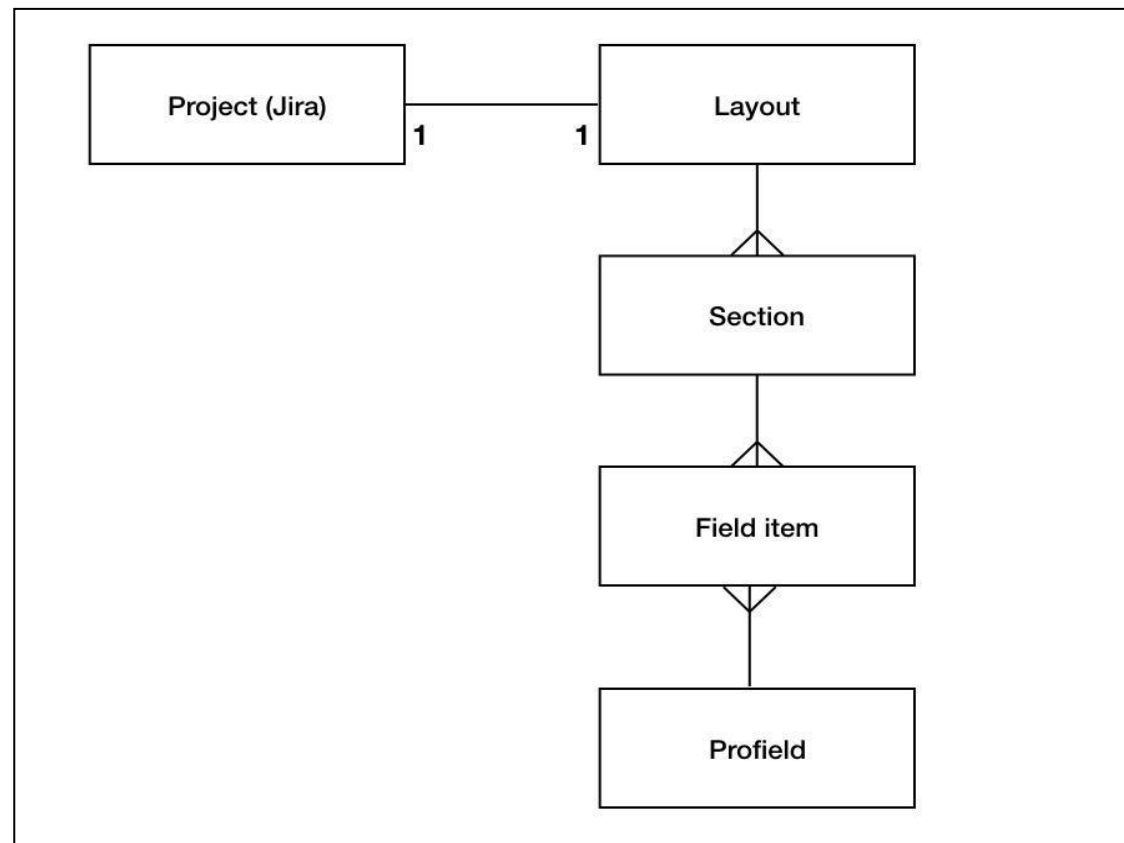 Project (Jira)
Layout
1
1
Section
Field item
Profield